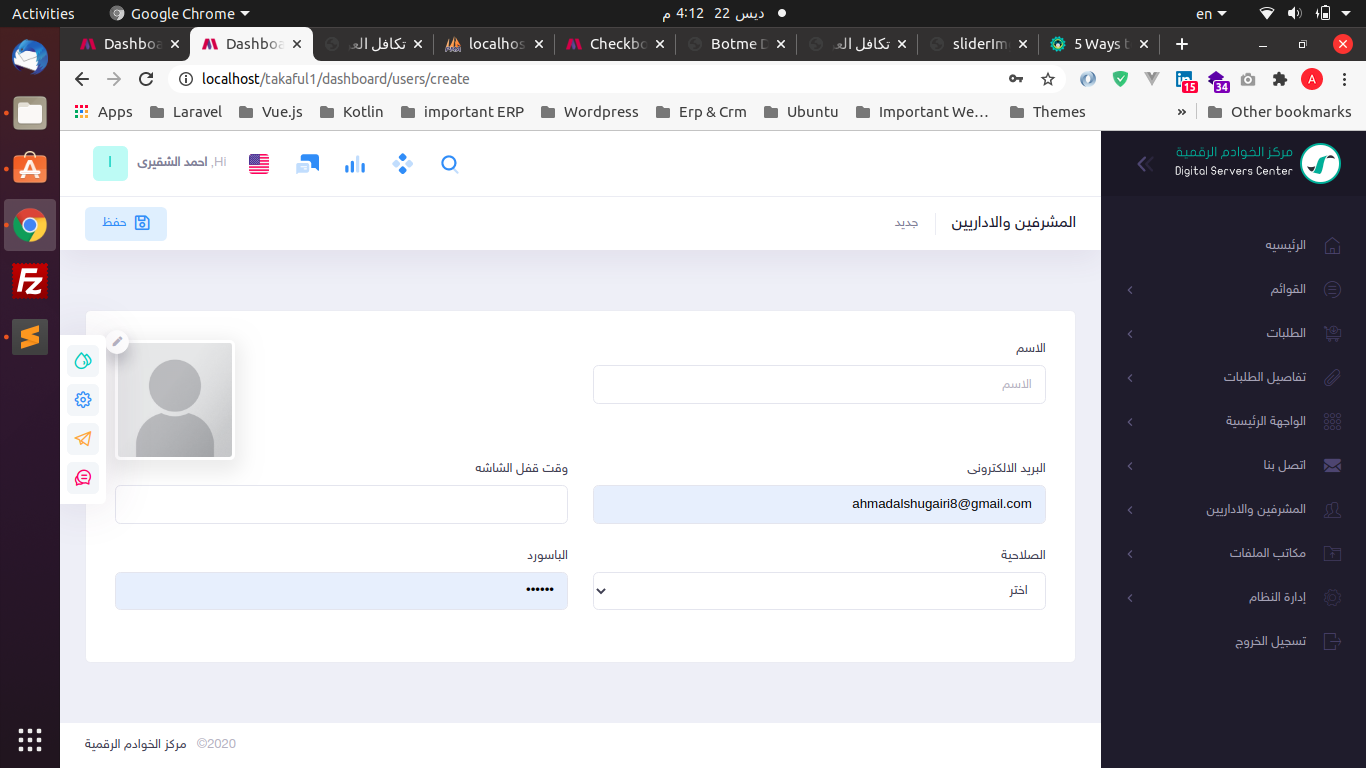 Activities
Google Chrome
4:12 م 22 ديس
en
Dashboa
Dashboa
تكافل الع
localhos
Checkbo
Botme D
تكافل الع
sliderIm
5 Ways t
localhost/takaful1/dashboard/users/create
15
34
A
Apps
Laravel
Vue.js
Kotlin
important ERP
Wordpress
Erp & Crm
Ubuntu
Important We...
Themes
»
Other bookmarks
مركز الخوادم الرقمية
Digital Servers Center
Hi, احمد الشقيرى
ا
المشرفين والاداريين
جديد
حفظ
الرئيسيه
القوائم
الطلبات
تفاصيل الطلبات
الواجهة الرئيسية
اتصل بنا
المشرفين والاداريين
مكاتب الملفات
إدارة النظام
تسجيل الخروج
الاسم
الاسم
البريد الالكترونى
ahmadalshugairi8@gmail.com
وقت قفل الشاشه
الصلاحية
اختر
الباسورد
••••••
©2020 مركز الخوادم الرقمية